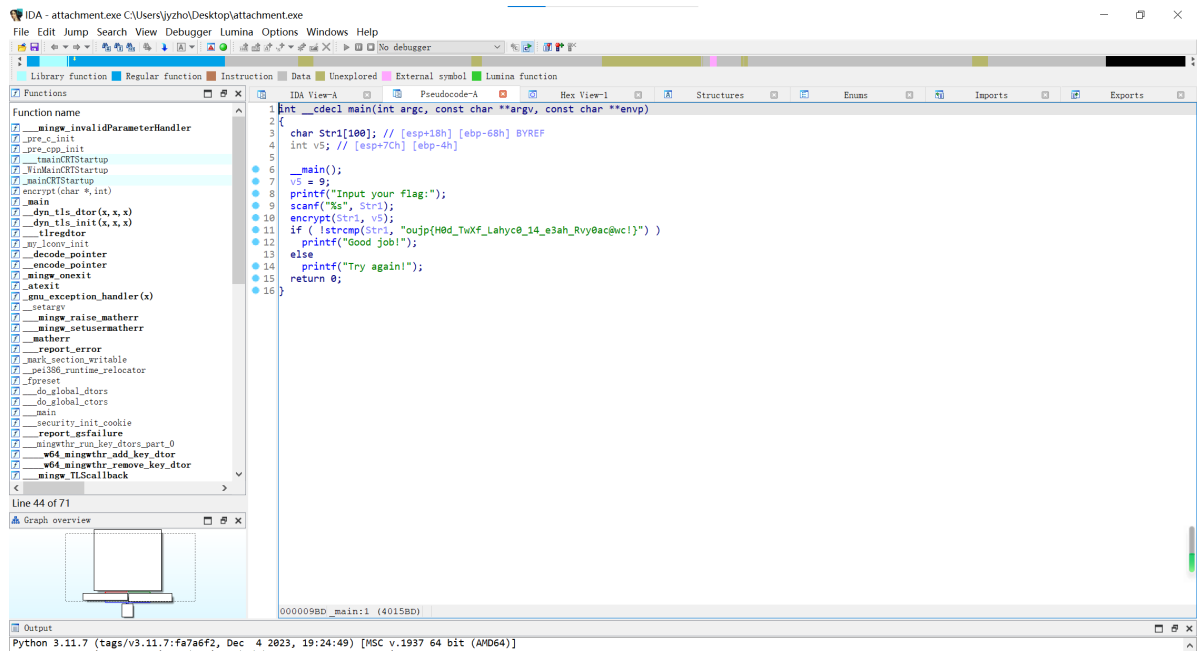 IDA - attachment.exe C:\Users\jyzho\Desktop\attachment.exe
File Edit Jump Search View Debugger Lumina Options Windows Help
No debugger
Library function Regular function Instruction Data Unexplored External symbol Lumina function
Functions
IDA View-A Pseudocode-A Hex View-1 Structures Enums Imports Exports
Function name
___mingw_invalidParameterHandler
_pre_c_init
_pre_cpp_init
___tmainCRTStartup
_WinMainCRTStartup
_mainCRTStartup
encrypt(char *,int)
_main
__dyn_tls_dtor(x,x,x)
__dyn_tls_init(x,x,x)
___tlregdtor
_my_lconv_init
__decode_pointer
__encode_pointer
_mingw_onexit
_atexit
_gnu_exception_handler(x)
__setargv
___mingw_raise_matherr
___mingw_setusermatherr
__matherr
___report_error
_mark_section_writable
__pei386_runtime_relocator
_fpreset
___do_global_dtors
___do_global_ctors
___main
___security_init_cookie
___report_gsfailure
___mingwthr_run_key_dtors_part_0
____w64_mingwthr_add_key_dtor
____w64_mingwthr_remove_key_dtor
___mingw_TLScallback
Line 44 of 71
Graph overview
1 int __cdecl main(int argc, const char **argv, const char **envp)
2 {
3   char Str1[100]; // [esp+18h] [ebp-68h] BYREF
4   int v5; // [esp+7Ch] [ebp-4h]
5
6   __main();
7   v5 = 9;
8   printf("Input your flag:");
9   scanf("%s", Str1);
10   encrypt(Str1, v5);
11   if ( !strcmp(Str1, "oujp{H0d_TwXf_Lahyc0_14_e3ah_Rvy0ac@wc!}") )
12     printf("Good job!");
13   else
14     printf("Try again!");
15   return 0;
16 }
000009BD _main:1 (4015BD)
Output
Python 3.11.7 (tags/v3.11.7:fa7a6f2, Dec  4 2023, 19:24:49) [MSC v.1937 64 bit (AMD64)]